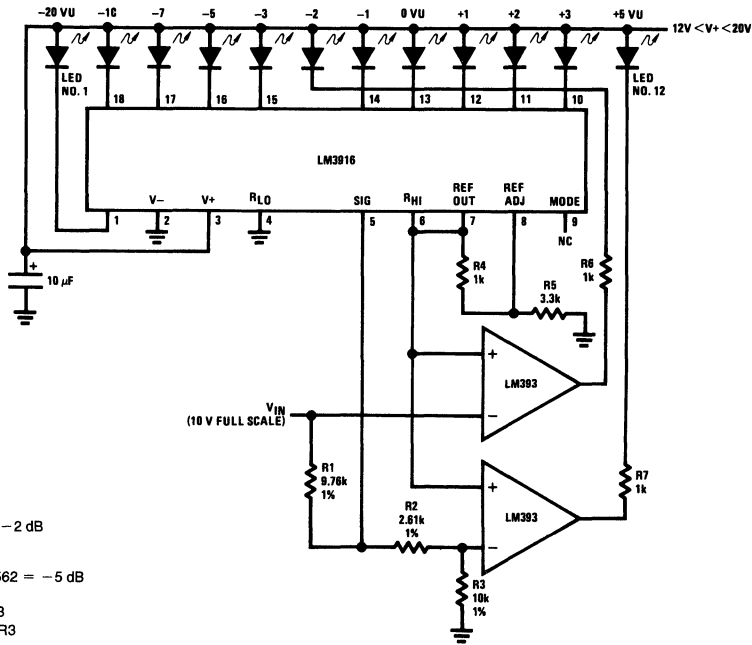 −20 VU −10 −7 −5 −3 −2 −1 0 VU +1 +2 +3 +5 VU
12V < V+ < 20V
LED NO. 1
LED NO. 12
18 17 16 15 14 13 12 11 10
LM3916
V− V+ RLO SIG RHI REF OUT REF ADJ MODE
1 2 3 4 5 6 7 8 9
NC
+
10 μF
R4
1k
R5
3.3k
R6
1k
+
LM393
−
VIN
(10 V FULL SCALE)
R1
9.76k
1%
+
LM393
−
R7
1k
R2
2.61k
1%
R3
10k
1%
−2 dB
562 = −5 dB
3
R3